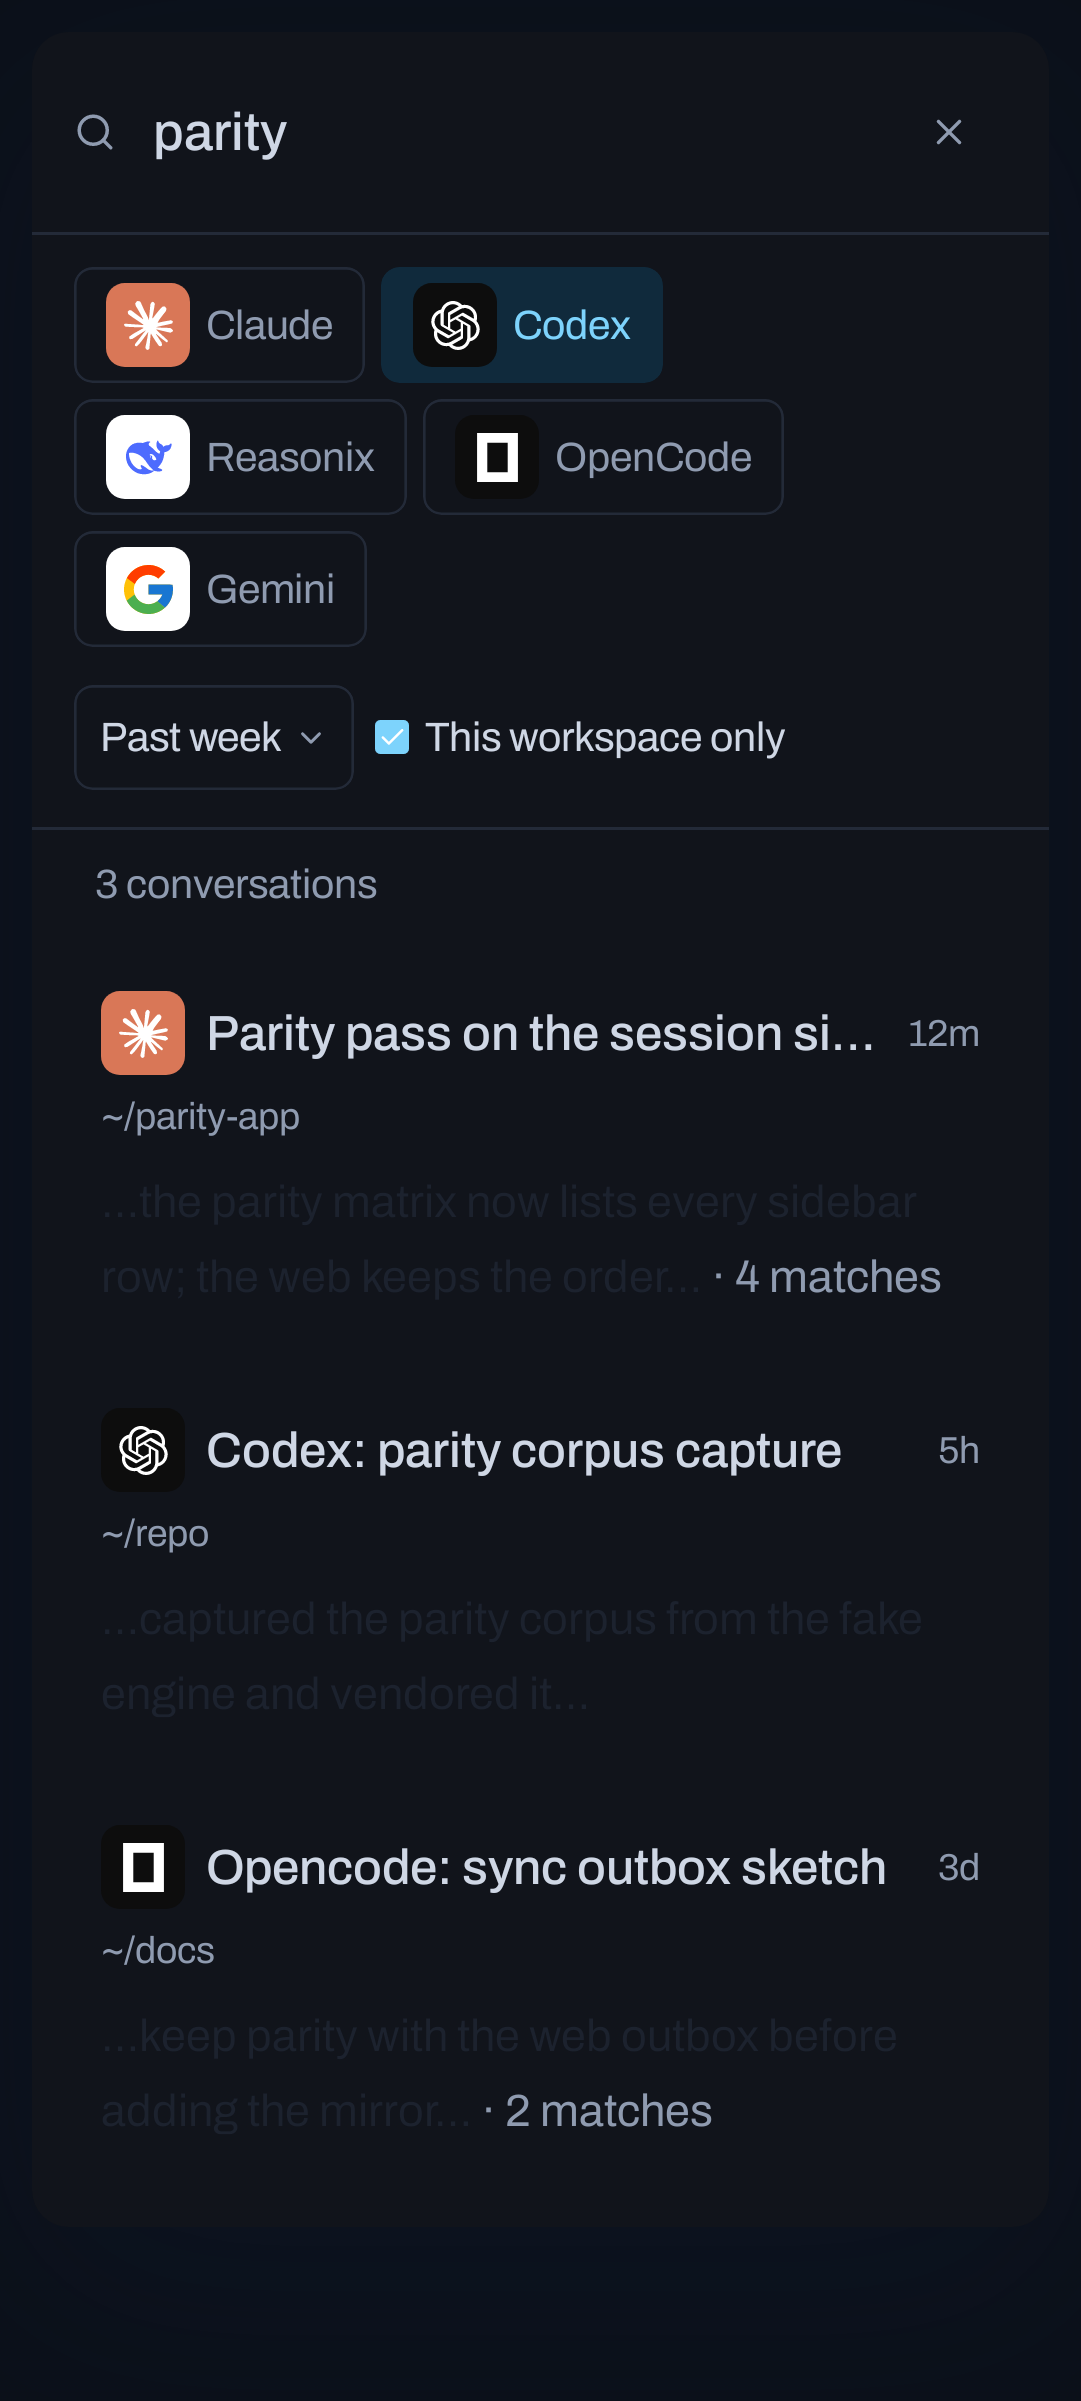 parity
Claude
Codex
Reasonix
OpenCode
Gemini
Past week
This workspace only
3 conversations
Parity pass on the session si...
12m
~/parity-app
...the parity matrix now lists every sidebar
row; the web keeps the order... · 4 matches
Codex: parity corpus capture
5h
~/repo
...captured the parity corpus from the fake
engine and vendored it...
Opencode: sync outbox sketch
3d
~/docs
...keep parity with the web outbox before
adding the mirror... · 2 matches